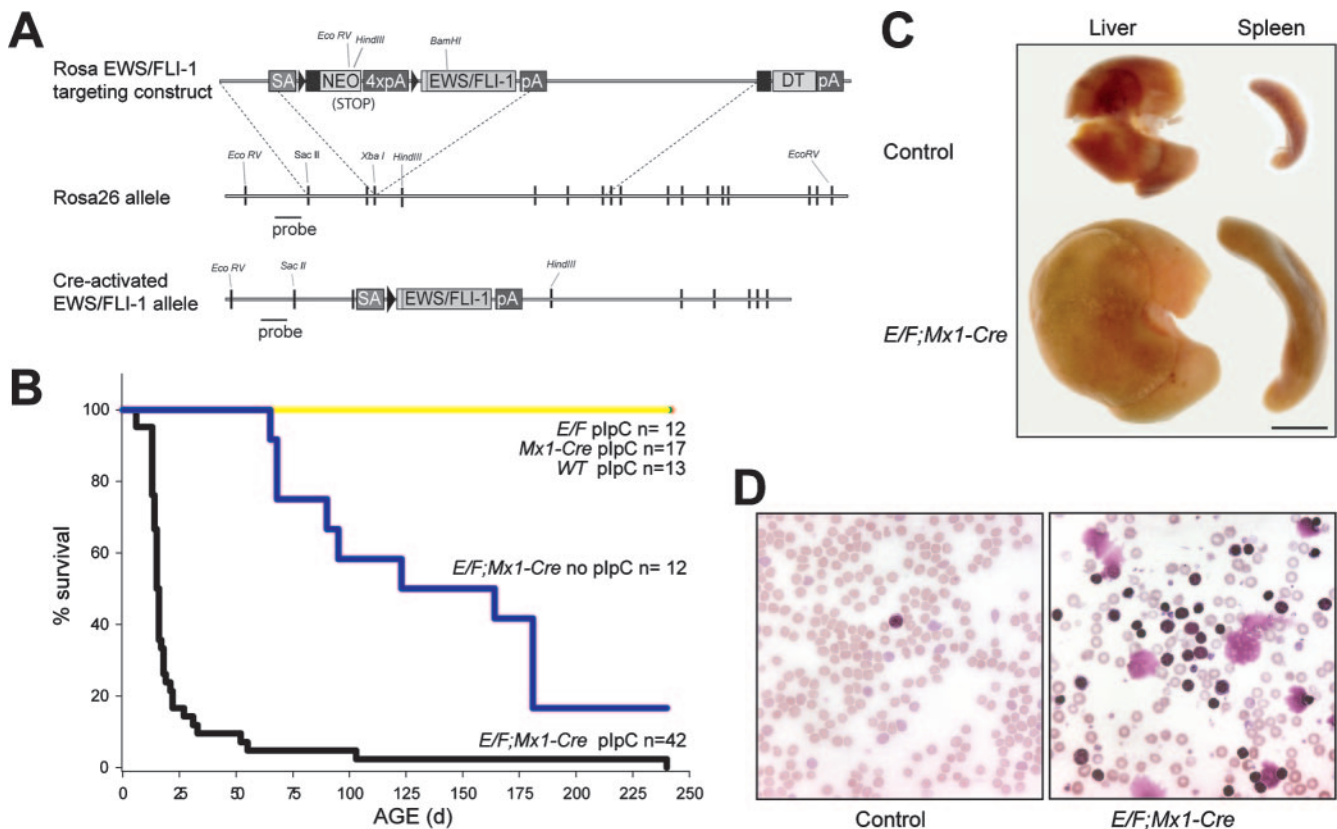 A
Eco RV
HindIII
BamHI
Rosa EWS/FLI-1
targeting construct
SA
NEO
4xpA
EWS/FLI-1
pA
DT
pA
(STOP)
Eco RV
Sac II
Xba I
HindIII
EcoRV
Rosa26 allele
probe
Eco RV
Sac II
HindIII
Cre-activated
EWS/FLI-1 allele
SA
EWS/FLI-1
pA
probe
B
% survival
100
80
60
40
20
0
E/F pIpC n= 12
Mx1-Cre pIpC n=17
WT pIpC n=13
E/F;Mx1-Cre no pIpC n= 12
E/F;Mx1-Cre pIpC n=42
0 25 50 75 100 125 150 175 200 225 250
AGE (d)
C
Liver Spleen
Control
E/F;Mx1-Cre
D
Control E/F;Mx1-Cre